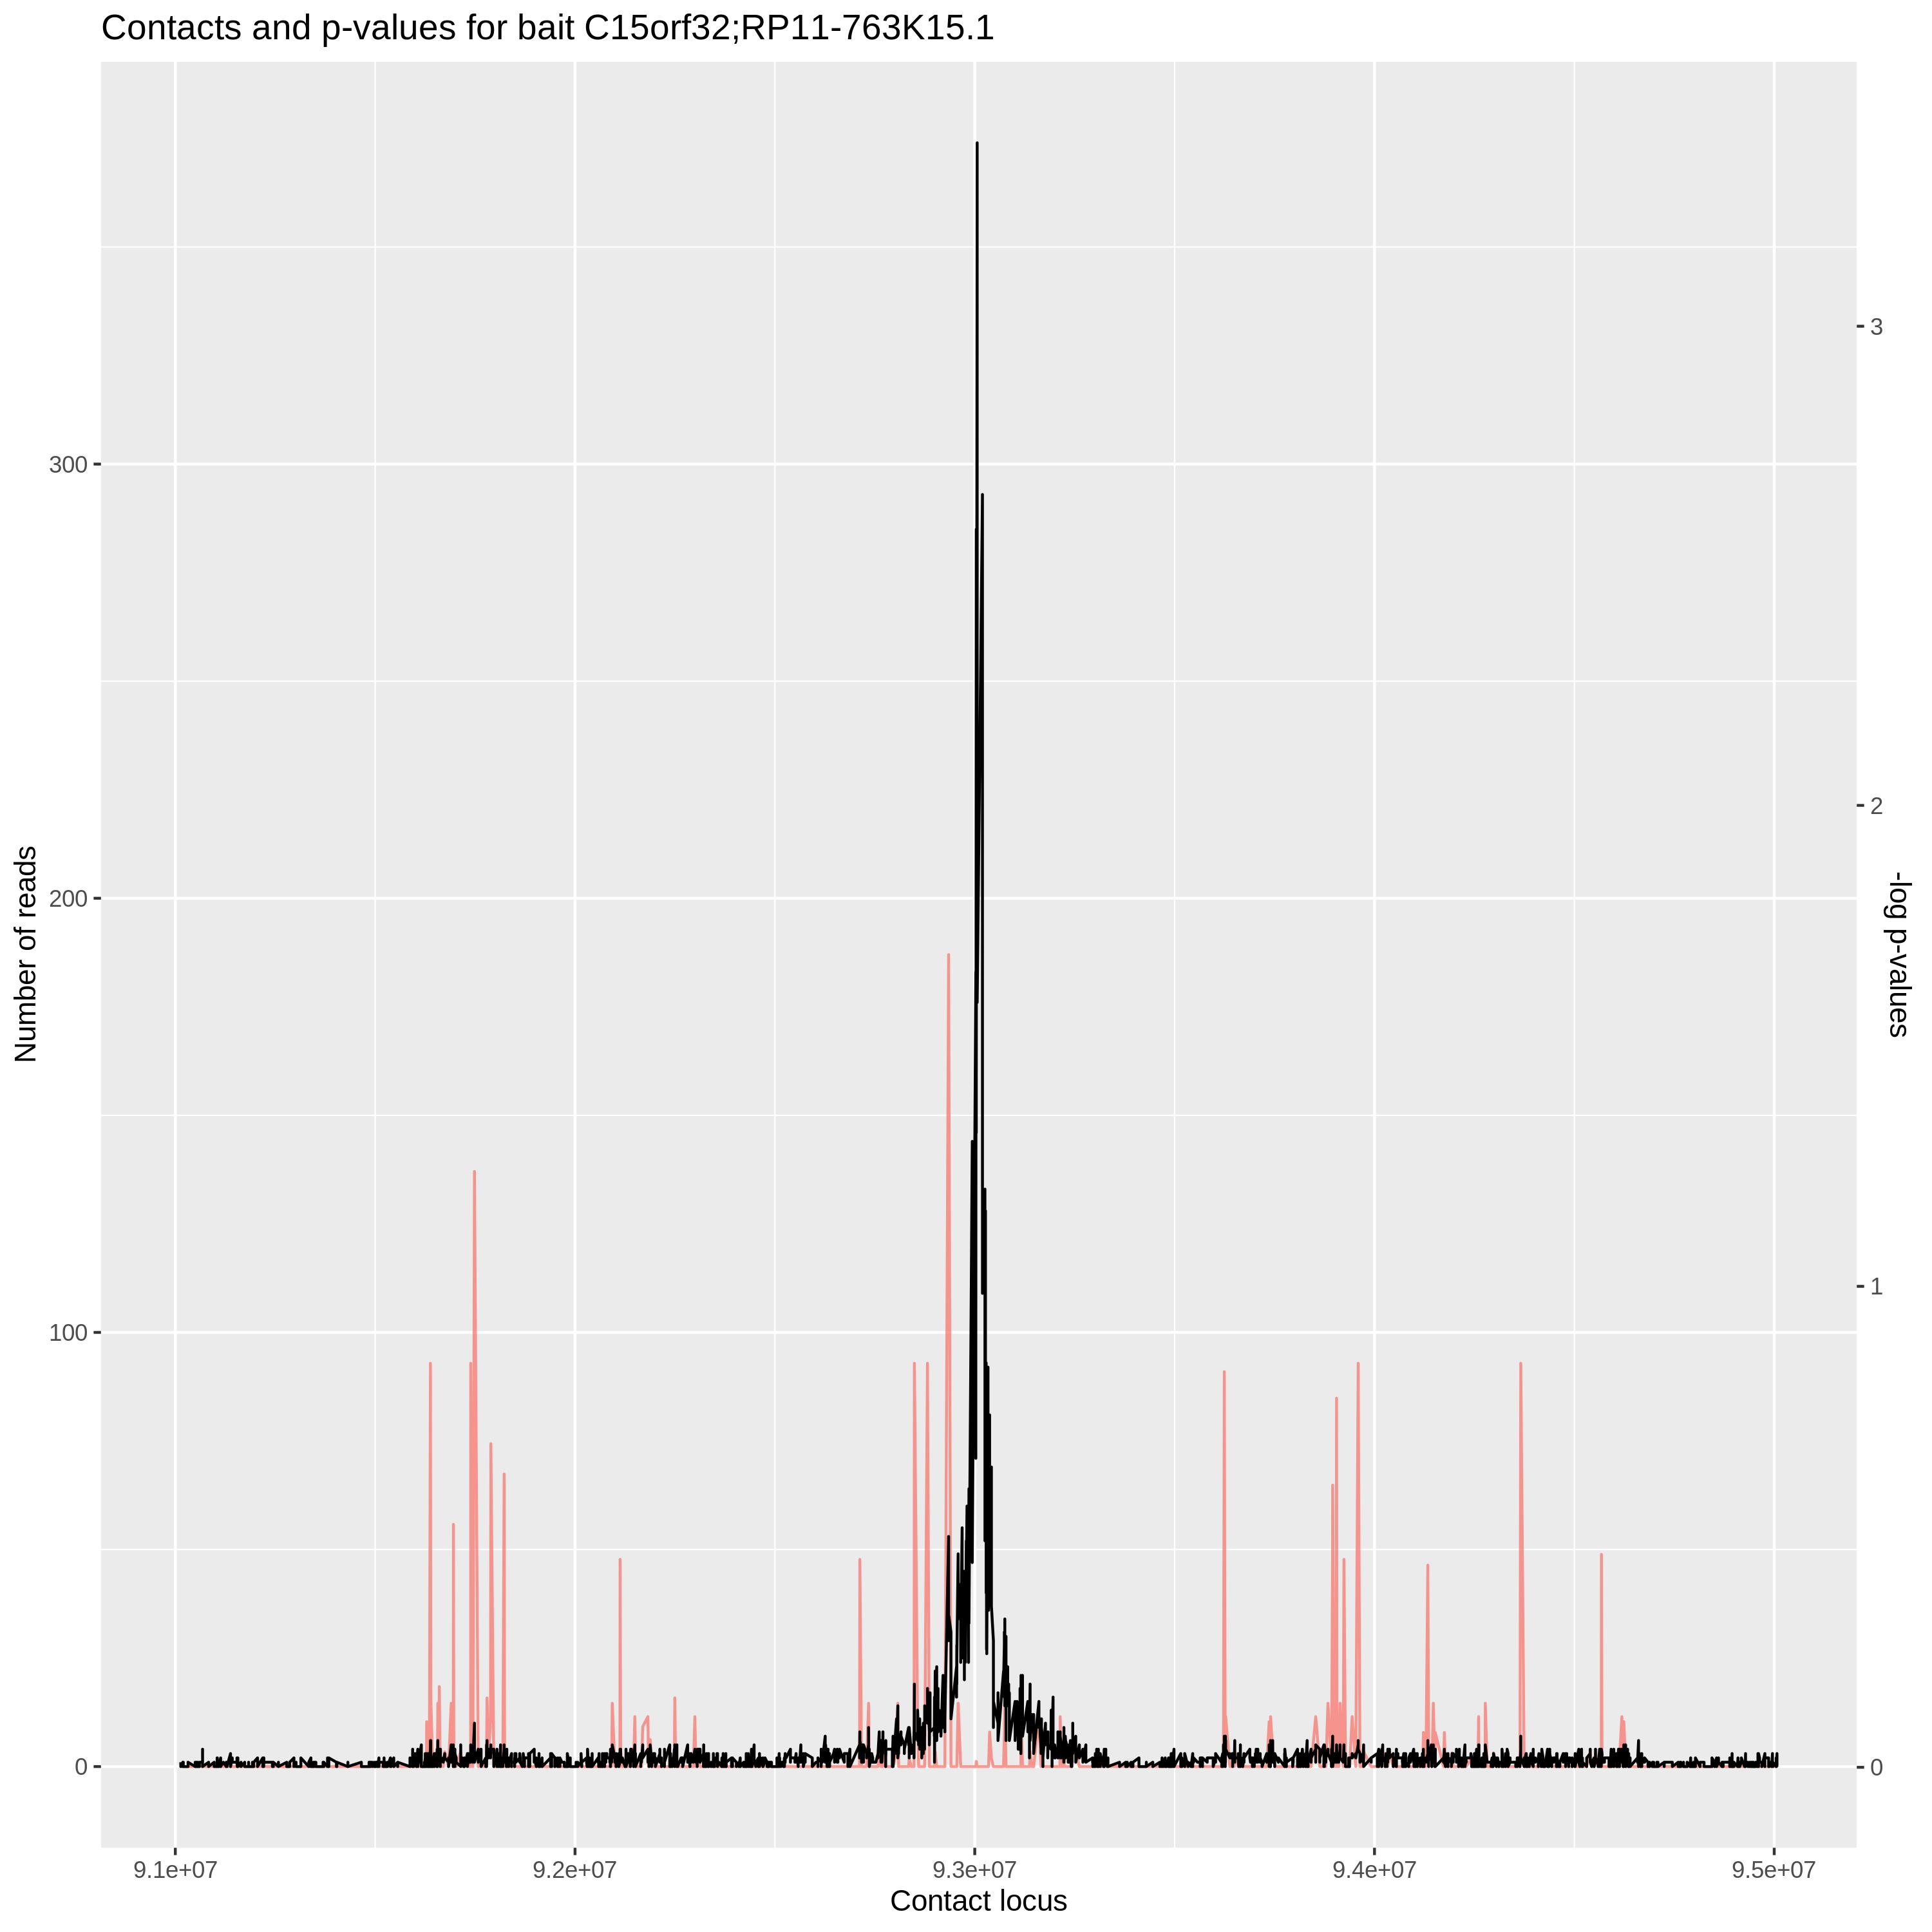 Contacts and p-values for bait C15orf32;RP11-763K15.1
Number of reads
300
200
100
0
3
2
1
0
-log p-values
9.1e+07
9.2e+07
9.3e+07
9.4e+07
9.5e+07
Contact locus